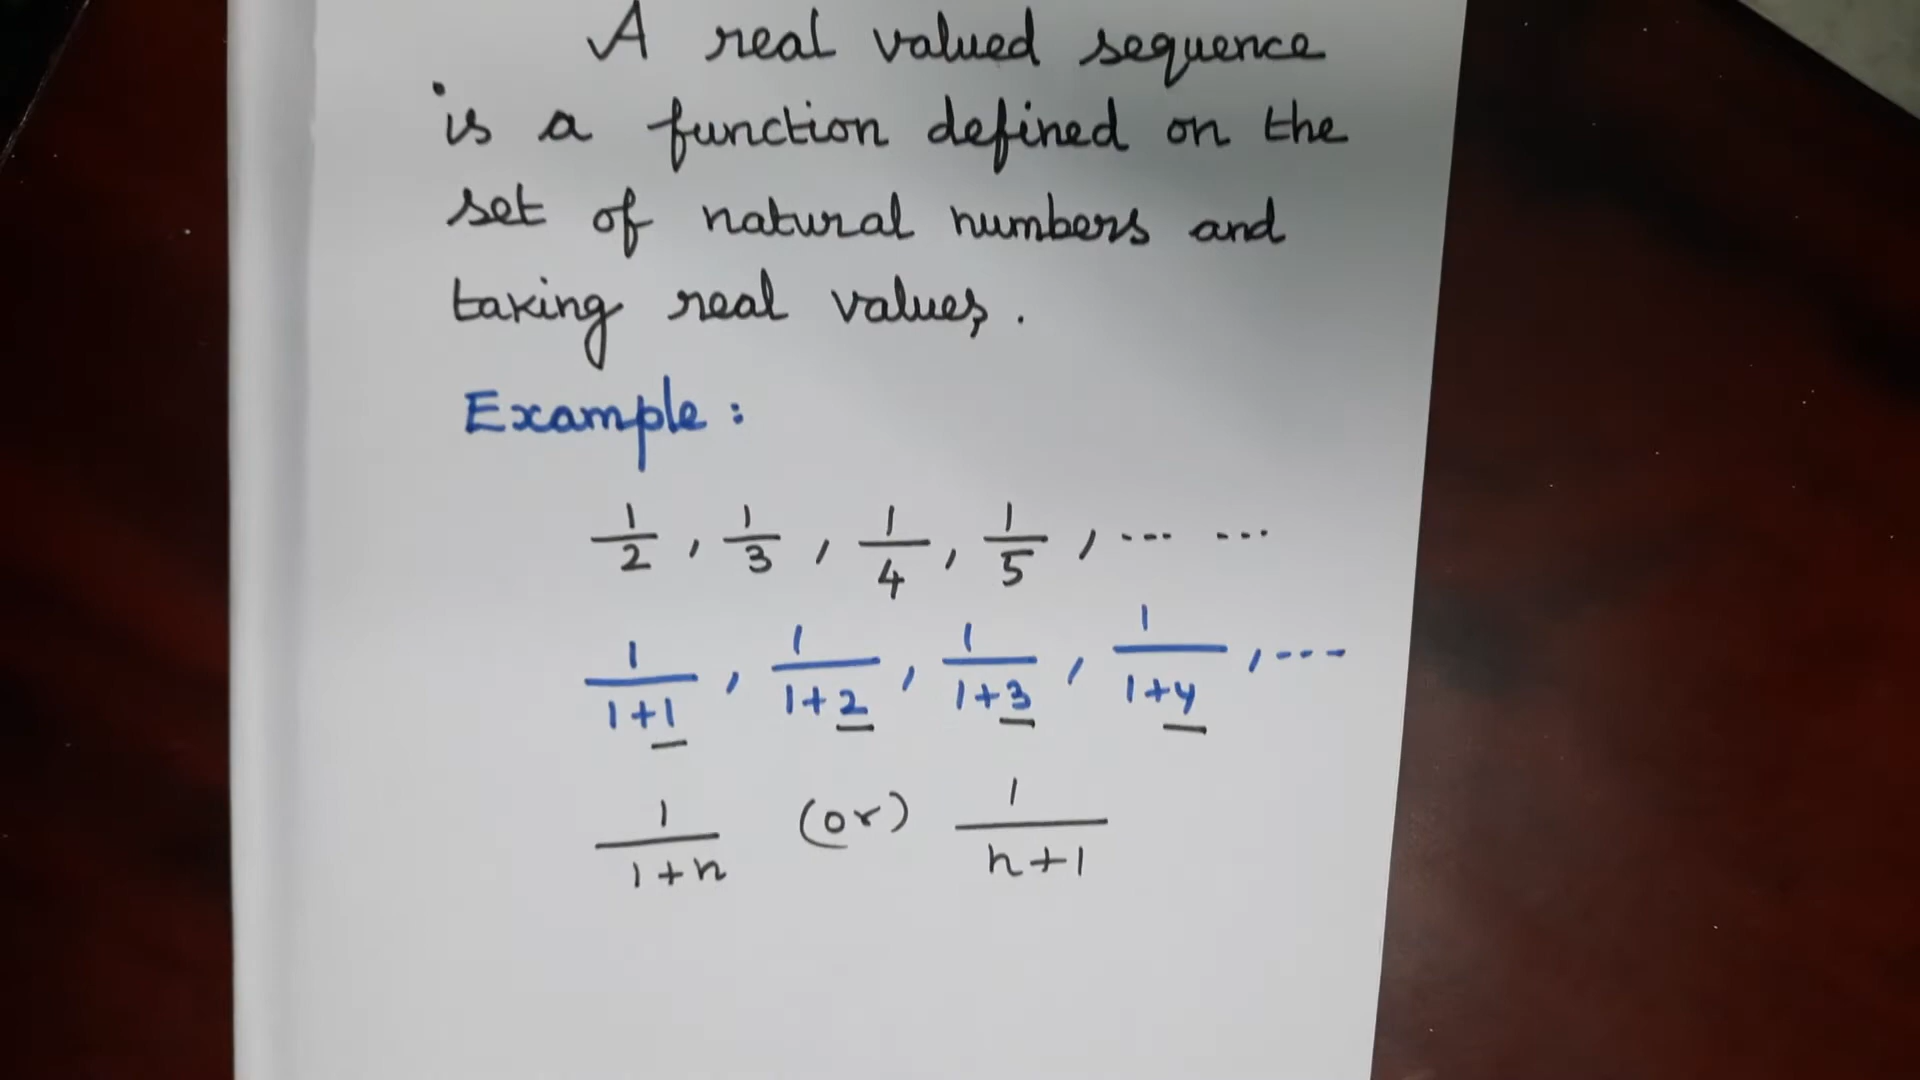 A real valued sequence
is a function defined on the
set of natural numbers and
taking real values.
Example:
1/2, 1/3, 1/4, 1/5, ... ...
1/(1+1), 1/(1+2), 1/(1+3), 1/(1+4), ...
1/(1+n) (or) 1/(n+1)